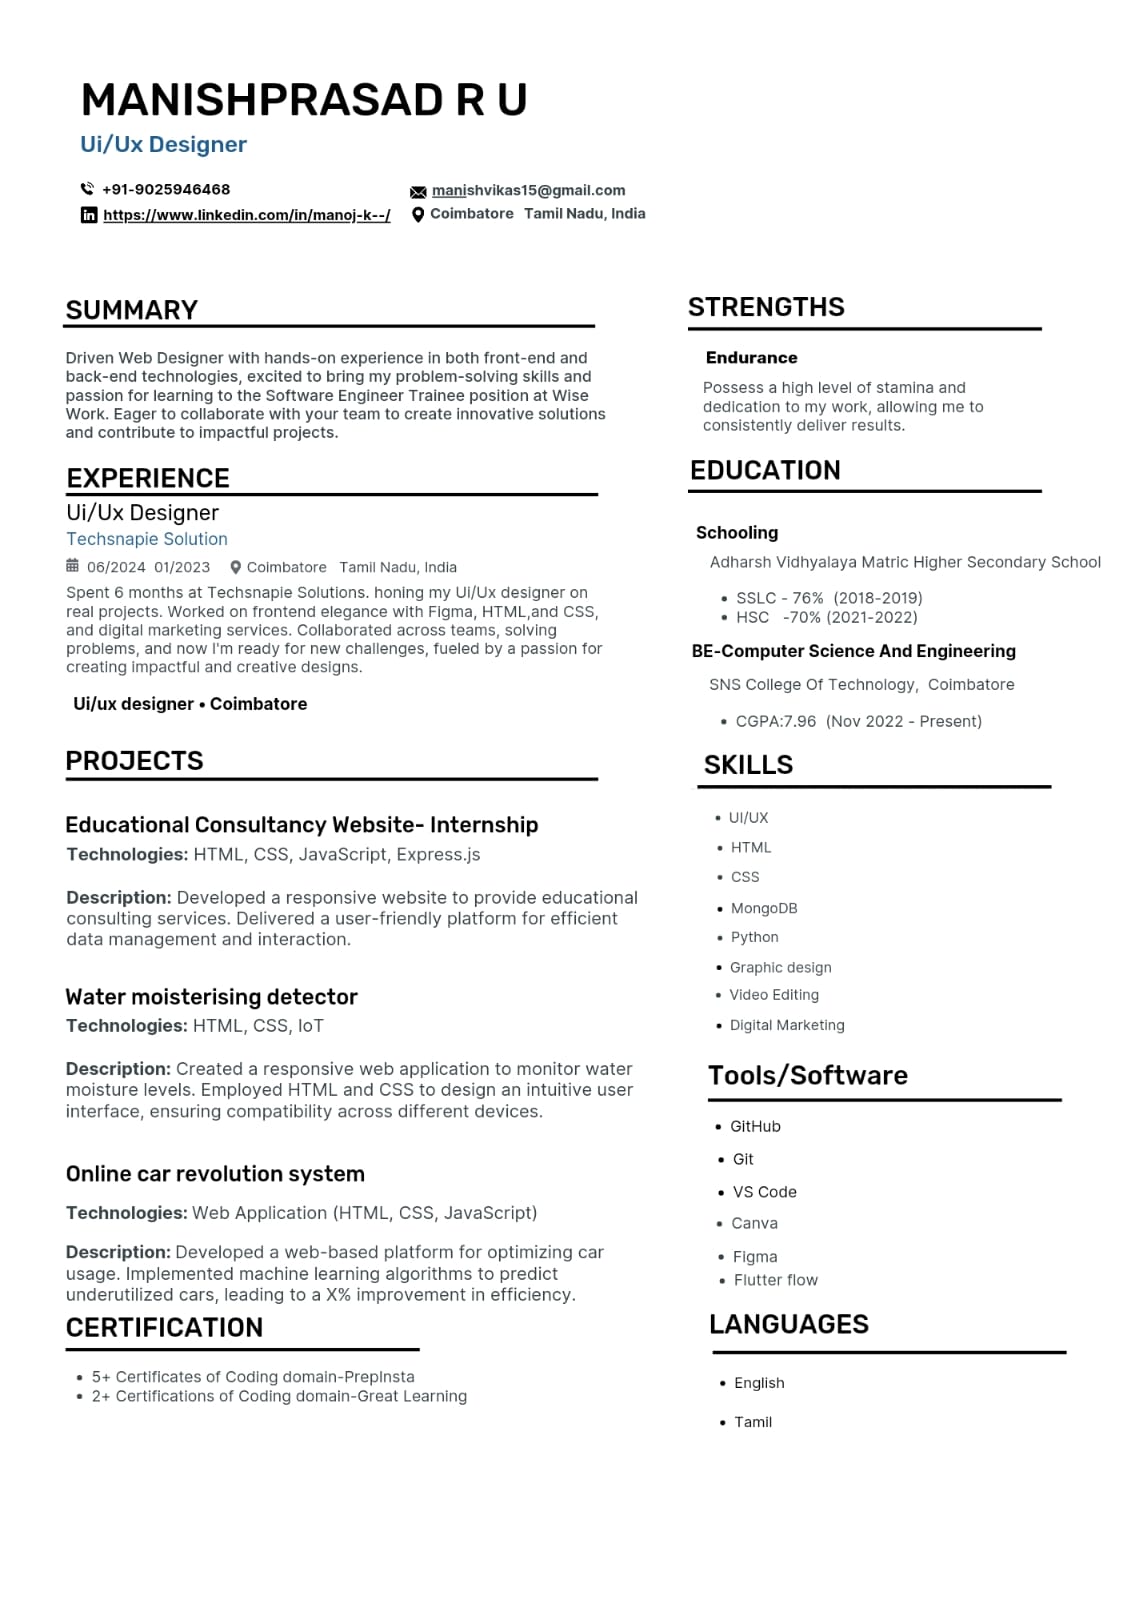 MANISHPRASAD R U
Ui/Ux Designer
+91-9025946468
manishvikas15@gmail.com
https://www.linkedin.com/in/manoj-k--/
Coimbatore Tamil Nadu, India
SUMMARY
Driven Web Designer with hands-on experience in both front-end and
back-end technologies, excited to bring my problem-solving skills and
passion for learning to the Software Engineer Trainee position at Wise
Work. Eager to collaborate with your team to create innovative solutions
and contribute to impactful projects.
EXPERIENCE
Ui/Ux Designer
Techsnapie Solution
06/2024 01/2023 Coimbatore Tamil Nadu, India
Spent 6 months at Techsnapie Solutions. honing my Ui/Ux designer on
real projects. Worked on frontend elegance with Figma, HTML,and CSS,
and digital marketing services. Collaborated across teams, solving
problems, and now I'm ready for new challenges, fueled by a passion for
creating impactful and creative designs.
Ui/ux designer • Coimbatore
PROJECTS
Educational Consultancy Website- Internship
Technologies: HTML, CSS, JavaScript, Express.js
Description: Developed a responsive website to provide educational
consulting services. Delivered a user-friendly platform for efficient
data management and interaction.
Water moisterising detector
Technologies: HTML, CSS, IoT
Description: Created a responsive web application to monitor water
moisture levels. Employed HTML and CSS to design an intuitive user
interface, ensuring compatibility across different devices.
Online car revolution system
Technologies: Web Application (HTML, CSS, JavaScript)
Description: Developed a web-based platform for optimizing car
usage. Implemented machine learning algorithms to predict
underutilized cars, leading to a X% improvement in efficiency.
CERTIFICATION
• 5+ Certificates of Coding domain-PrepInsta
• 2+ Certifications of Coding domain-Great Learning
STRENGTHS
Endurance
Possess a high level of stamina and
dedication to my work, allowing me to
consistently deliver results.
EDUCATION
Schooling
Adharsh Vidhyalaya Matric Higher Secondary School
• SSLC - 76% (2018-2019)
• HSC -70% (2021-2022)
BE-Computer Science And Engineering
SNS College Of Technology, Coimbatore
• CGPA:7.96 (Nov 2022 - Present)
SKILLS
• UI/UX
• HTML
• CSS
• MongoDB
• Python
• Graphic design
• Video Editing
• Digital Marketing
Tools/Software
• GitHub
• Git
• VS Code
• Canva
• Figma
• Flutter flow
LANGUAGES
• English
• Tamil